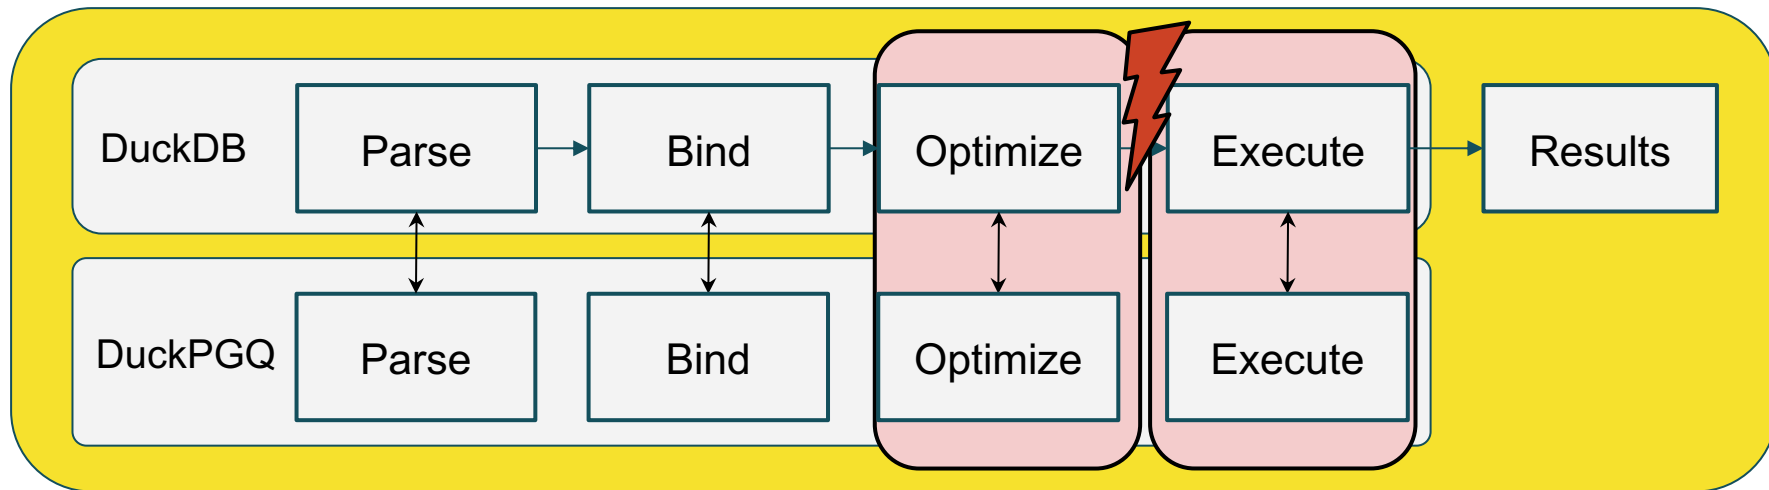 DuckDB
Parse
Bind
Optimize
Execute
Results
DuckPGQ
Parse
Bind
Optimize
Execute